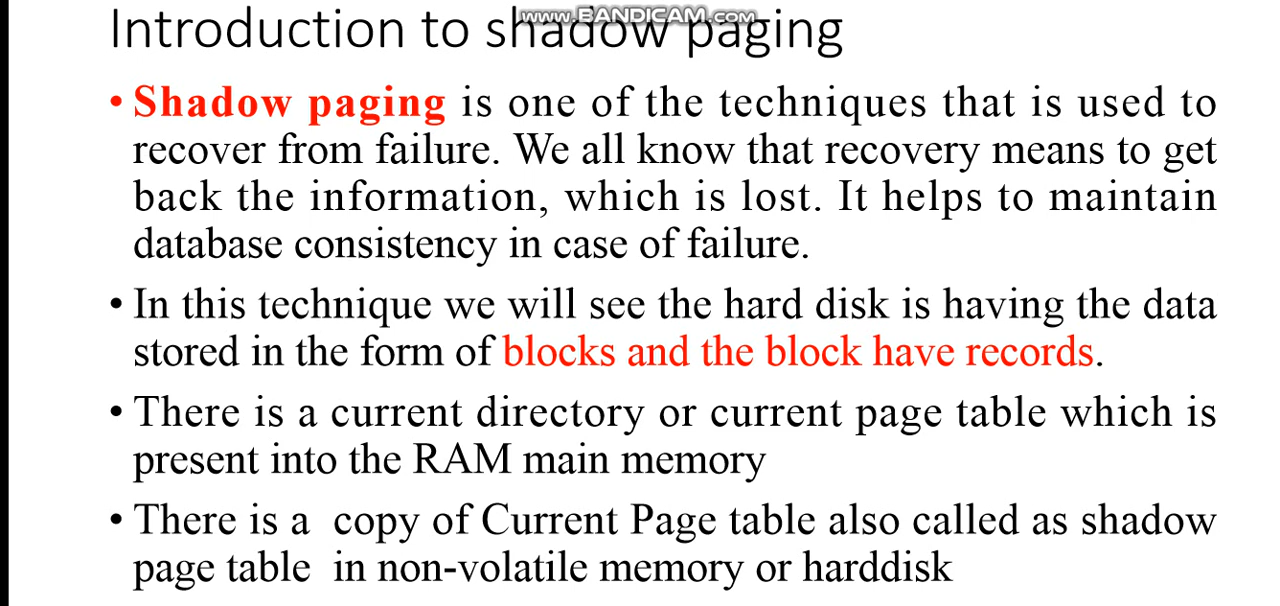 www.BANDICAM.com
Introduction to shadow paging
• Shadow paging is one of the techniques that is used to
recover from failure. We all know that recovery means to get
back the information, which is lost. It helps to maintain
database consistency in case of failure.
• In this technique we will see the hard disk is having the data
stored in the form of blocks and the block have records.
• There is a current directory or current page table which is
present into the RAM main memory
• There is a copy of Current Page table also called as shadow
page table in non-volatile memory or harddisk